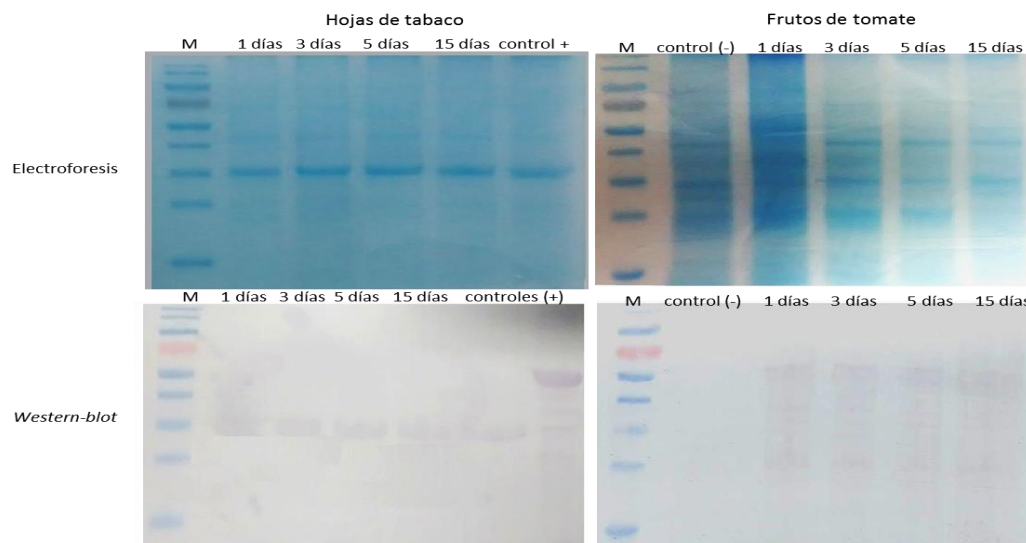 Hojas de tabaco
Frutos de tomate
M 1 días 3 días 5 días 15 días control +
M control (-) 1 días 3 días 5 días 15 días
Electroforesis
M 1 días 3 días 5 días 15 días controles (+)
M control (-) 1 días 3 días 5 días 15 días
Western-blot